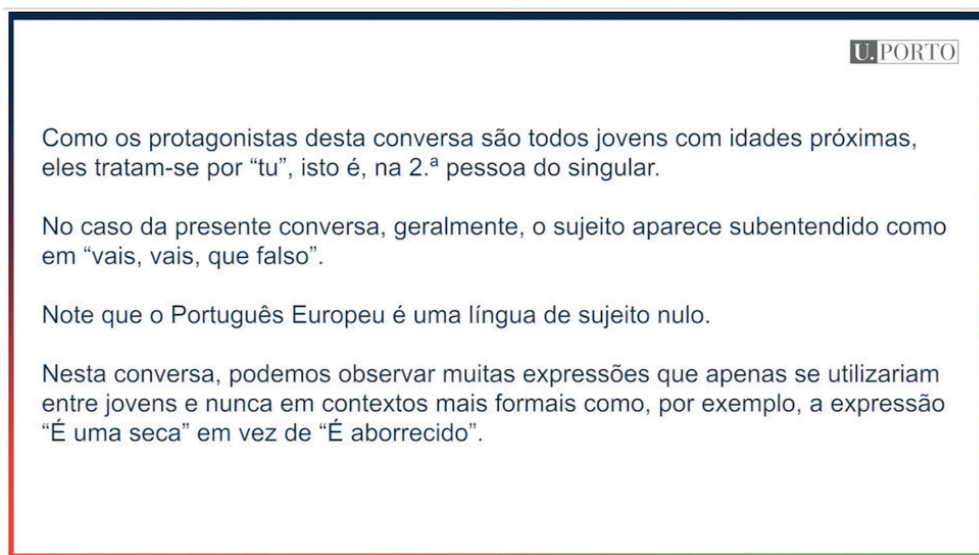 U. PORTO
Como os protagonistas desta conversa são todos jovens com idades próximas,
eles tratam-se por “tu”, isto é, na 2.ª pessoa do singular.
No caso da presente conversa, geralmente, o sujeito aparece subentendido como
em “vais, vais, que falso”.
Note que o Português Europeu é uma língua de sujeito nulo.
Nesta conversa, podemos observar muitas expressões que apenas se utilizariam
entre jovens e nunca em contextos mais formais como, por exemplo, a expressão
“É uma seca” em vez de “É aborrecido”.